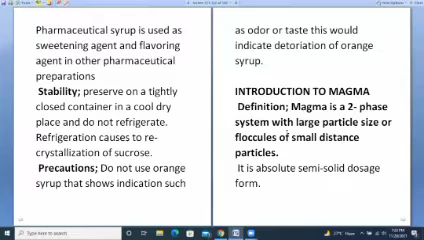 Pharmaceutical syrup is used as
sweetening agent and flavoring
agent in other pharmaceutical
preparations
Stability; preserve on a tightly
closed container in a cool dry
place and do not refrigerate.
Refrigeration causes to re-
crystallization of sucrose.
Precautions; Do not use orange
syrup that shows indication such
as odor or taste this would
indicate detoriation of orange
syrup.
INTRODUCTION TO MAGMA
Definition; Magma is a 2- phase
system with large particle size or
floccules of small distance
particles.
It is absolute semi-solid dosage
form.
Type here to search